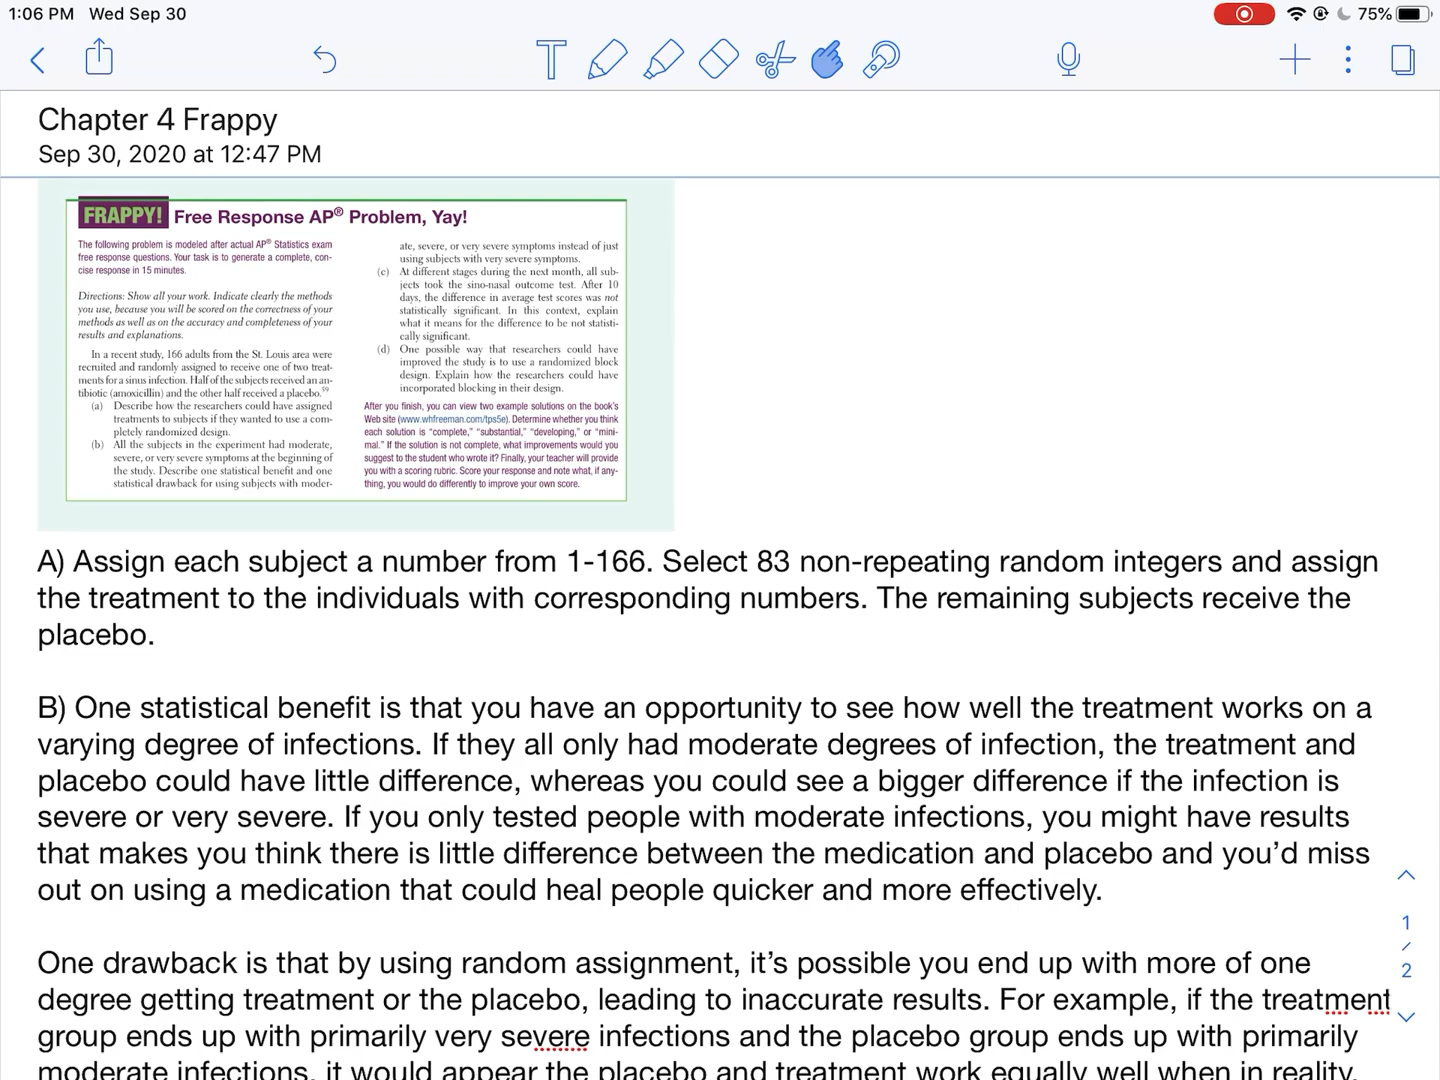 1:06 PM Wed Sep 30
75%
T
Chapter 4 Frappy
Sep 30, 2020 at 12:47 PM
FRAPPY! Free Response AP® Problem, Yay!
The following problem is modeled after actual AP® Statistics exam
free response questions. Your task is to generate a complete, con-
cise response in 15 minutes.
Directions: Show all your work. Indicate clearly the methods
you use, because you will be scored on the correctness of your
methods as well as on the accuracy and completeness of your
results and explanations.
In a recent study, 166 adults from the St. Louis area were
recruited and randomly assigned to receive one of two treat-
ments for a sinus infection. Half of the subjects received an an-
tibiotic (amoxicillin) and the other half received a placebo.59
(a) Describe how the researchers could have assigned
treatments to subjects if they wanted to use a com-
pletely randomized design.
(b) All the subjects in the experiment had moderate,
severe, or very severe symptoms at the beginning of
the study. Describe one statistical benefit and one
statistical drawback for using subjects with moder-
ate, severe, or very severe symptoms instead of just
using subjects with very severe symptoms.
(c) At different stages during the next month, all sub-
jects took the sino-nasal outcome test. After 10
days, the difference in average test scores was not
statistically significant. In this context, explain
what it means for the difference to be not statisti-
cally significant.
(d) One possible way that researchers could have
improved the study is to use a randomized block
design. Explain how the researchers could have
incorporated blocking in their design.
After you finish, you can view two example solutions on the book's
Web site (www.whfreeman.com/tps5e). Determine whether you think
each solution is "complete," "substantial," "developing," or "mini-
mal." If the solution is not complete, what improvements would you
suggest to the student who wrote it? Finally, your teacher will provide
you with a scoring rubric. Score your response and note what, if any-
thing, you would do differently to improve your own score.
A) Assign each subject a number from 1-166. Select 83 non-repeating random integers and assign
the treatment to the individuals with corresponding numbers. The remaining subjects receive the
placebo.
B) One statistical benefit is that you have an opportunity to see how well the treatment works on a
varying degree of infections. If they all only had moderate degrees of infection, the treatment and
placebo could have little difference, whereas you could see a bigger difference if the infection is
severe or very severe. If you only tested people with moderate infections, you might have results
that makes you think there is little difference between the medication and placebo and you'd miss
out on using a medication that could heal people quicker and more effectively.
One drawback is that by using random assignment, it's possible you end up with more of one
degree getting treatment or the placebo, leading to inaccurate results. For example, if the treatment
group ends up with primarily very severe infections and the placebo group ends up with primarily
moderate infections, it would appear the placebo and treatment work equally well when in reality,
1
/
2